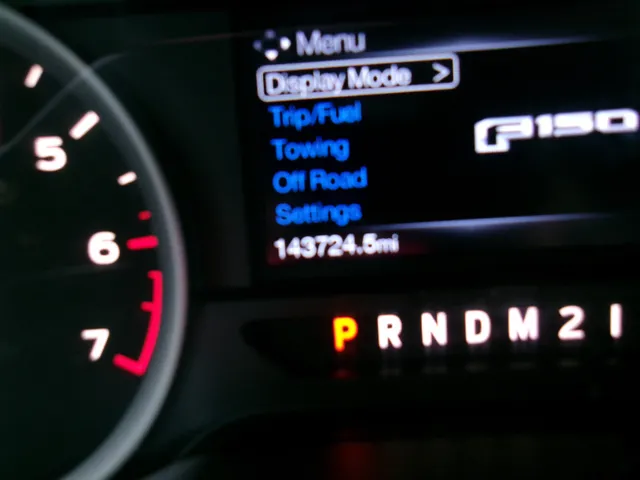 Menu
Display Mode >
Trip/Fuel
Towing
Off Road
Settings
143724.5mi
F150
5
6
7
P R N D M 2 1